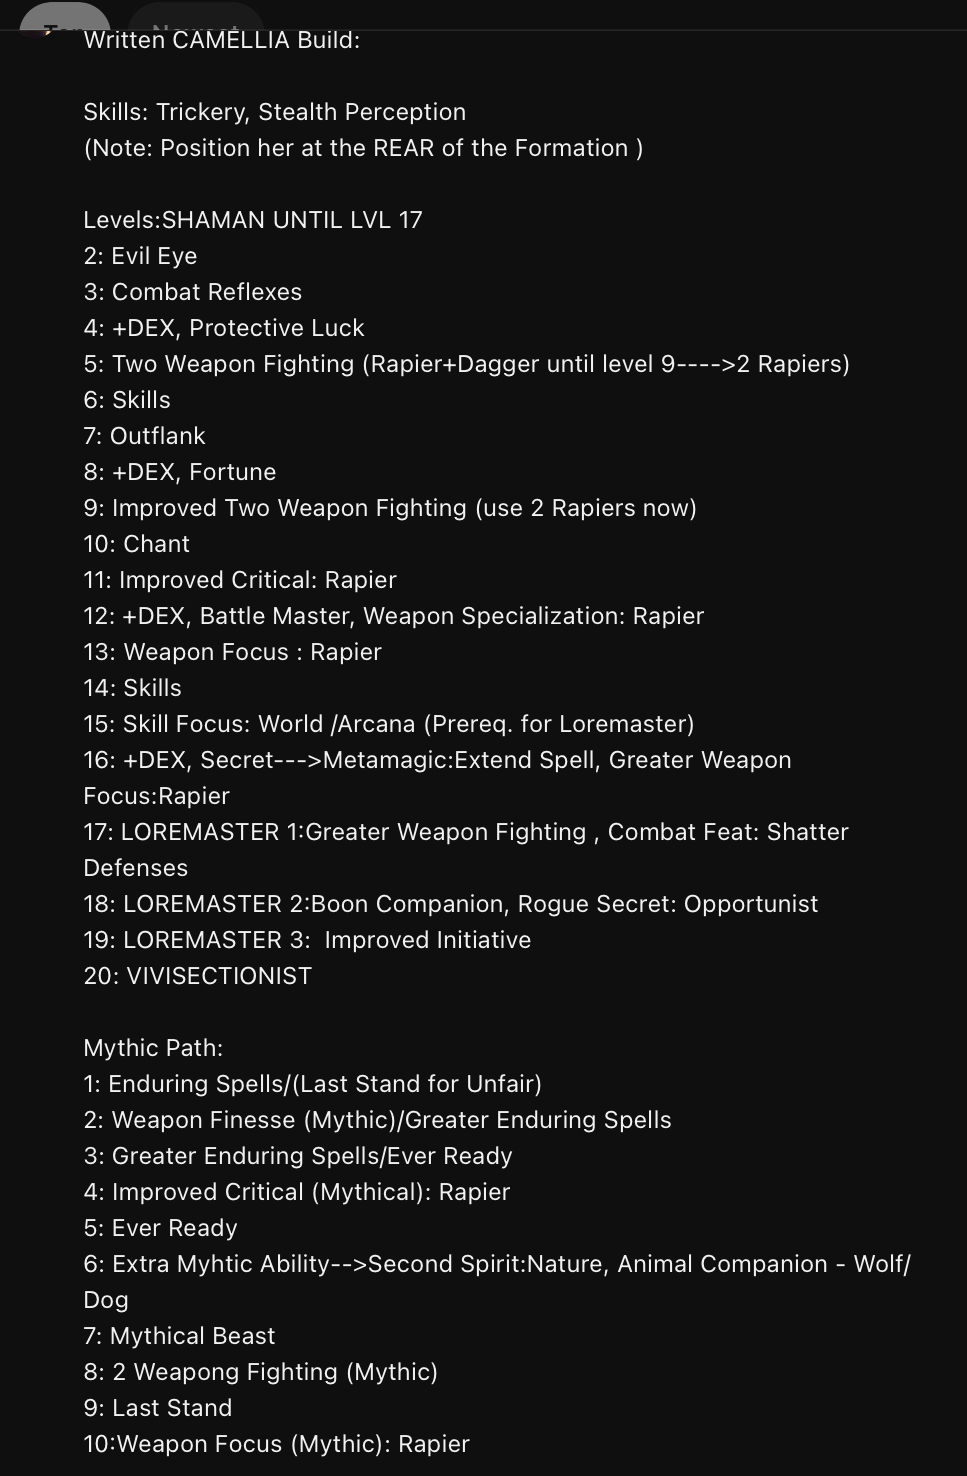 Written CAMELLIA Build:
Skills: Trickery, Stealth Perception
(Note: Position her at the REAR of the Formation )
Levels:SHAMAN UNTIL LVL 17
2: Evil Eye
3: Combat Reflexes
4: +DEX, Protective Luck
5: Two Weapon Fighting (Rapier+Dagger until level 9---->2 Rapiers)
6: Skills
7: Outflank
8: +DEX, Fortune
9: Improved Two Weapon Fighting (use 2 Rapiers now)
10: Chant
11: Improved Critical: Rapier
12: +DEX, Battle Master, Weapon Specialization: Rapier
13: Weapon Focus : Rapier
14: Skills
15: Skill Focus: World /Arcana (Prereq. for Loremaster)
16: +DEX, Secret--->Metamagic:Extend Spell, Greater Weapon
Focus:Rapier
17: LOREMASTER 1:Greater Weapon Fighting , Combat Feat: Shatter
Defenses
18: LOREMASTER 2:Boon Companion, Rogue Secret: Opportunist
19: LOREMASTER 3:  Improved Initiative
20: VIVISECTIONIST
Mythic Path:
1: Enduring Spells/(Last Stand for Unfair)
2: Weapon Finesse (Mythic)/Greater Enduring Spells
3: Greater Enduring Spells/Ever Ready
4: Improved Critical (Mythical): Rapier
5: Ever Ready
6: Extra Myhtic Ability-->Second Spirit:Nature, Animal Companion - Wolf/
Dog
7: Mythical Beast
8: 2 Weapong Fighting (Mythic)
9: Last Stand
10:Weapon Focus (Mythic): Rapier